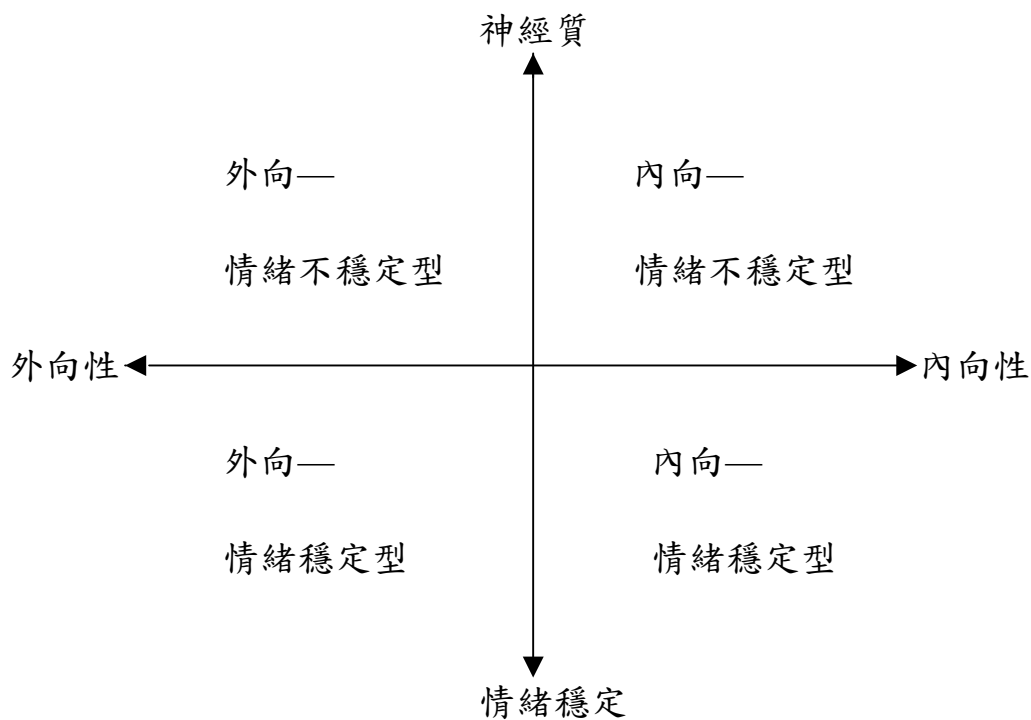 神經質
外向—
內向—
情緒不穩定型
情緒不穩定型
外向性
內向性
外向—
內向—
情緒穩定型
情緒穩定型
情緒穩定